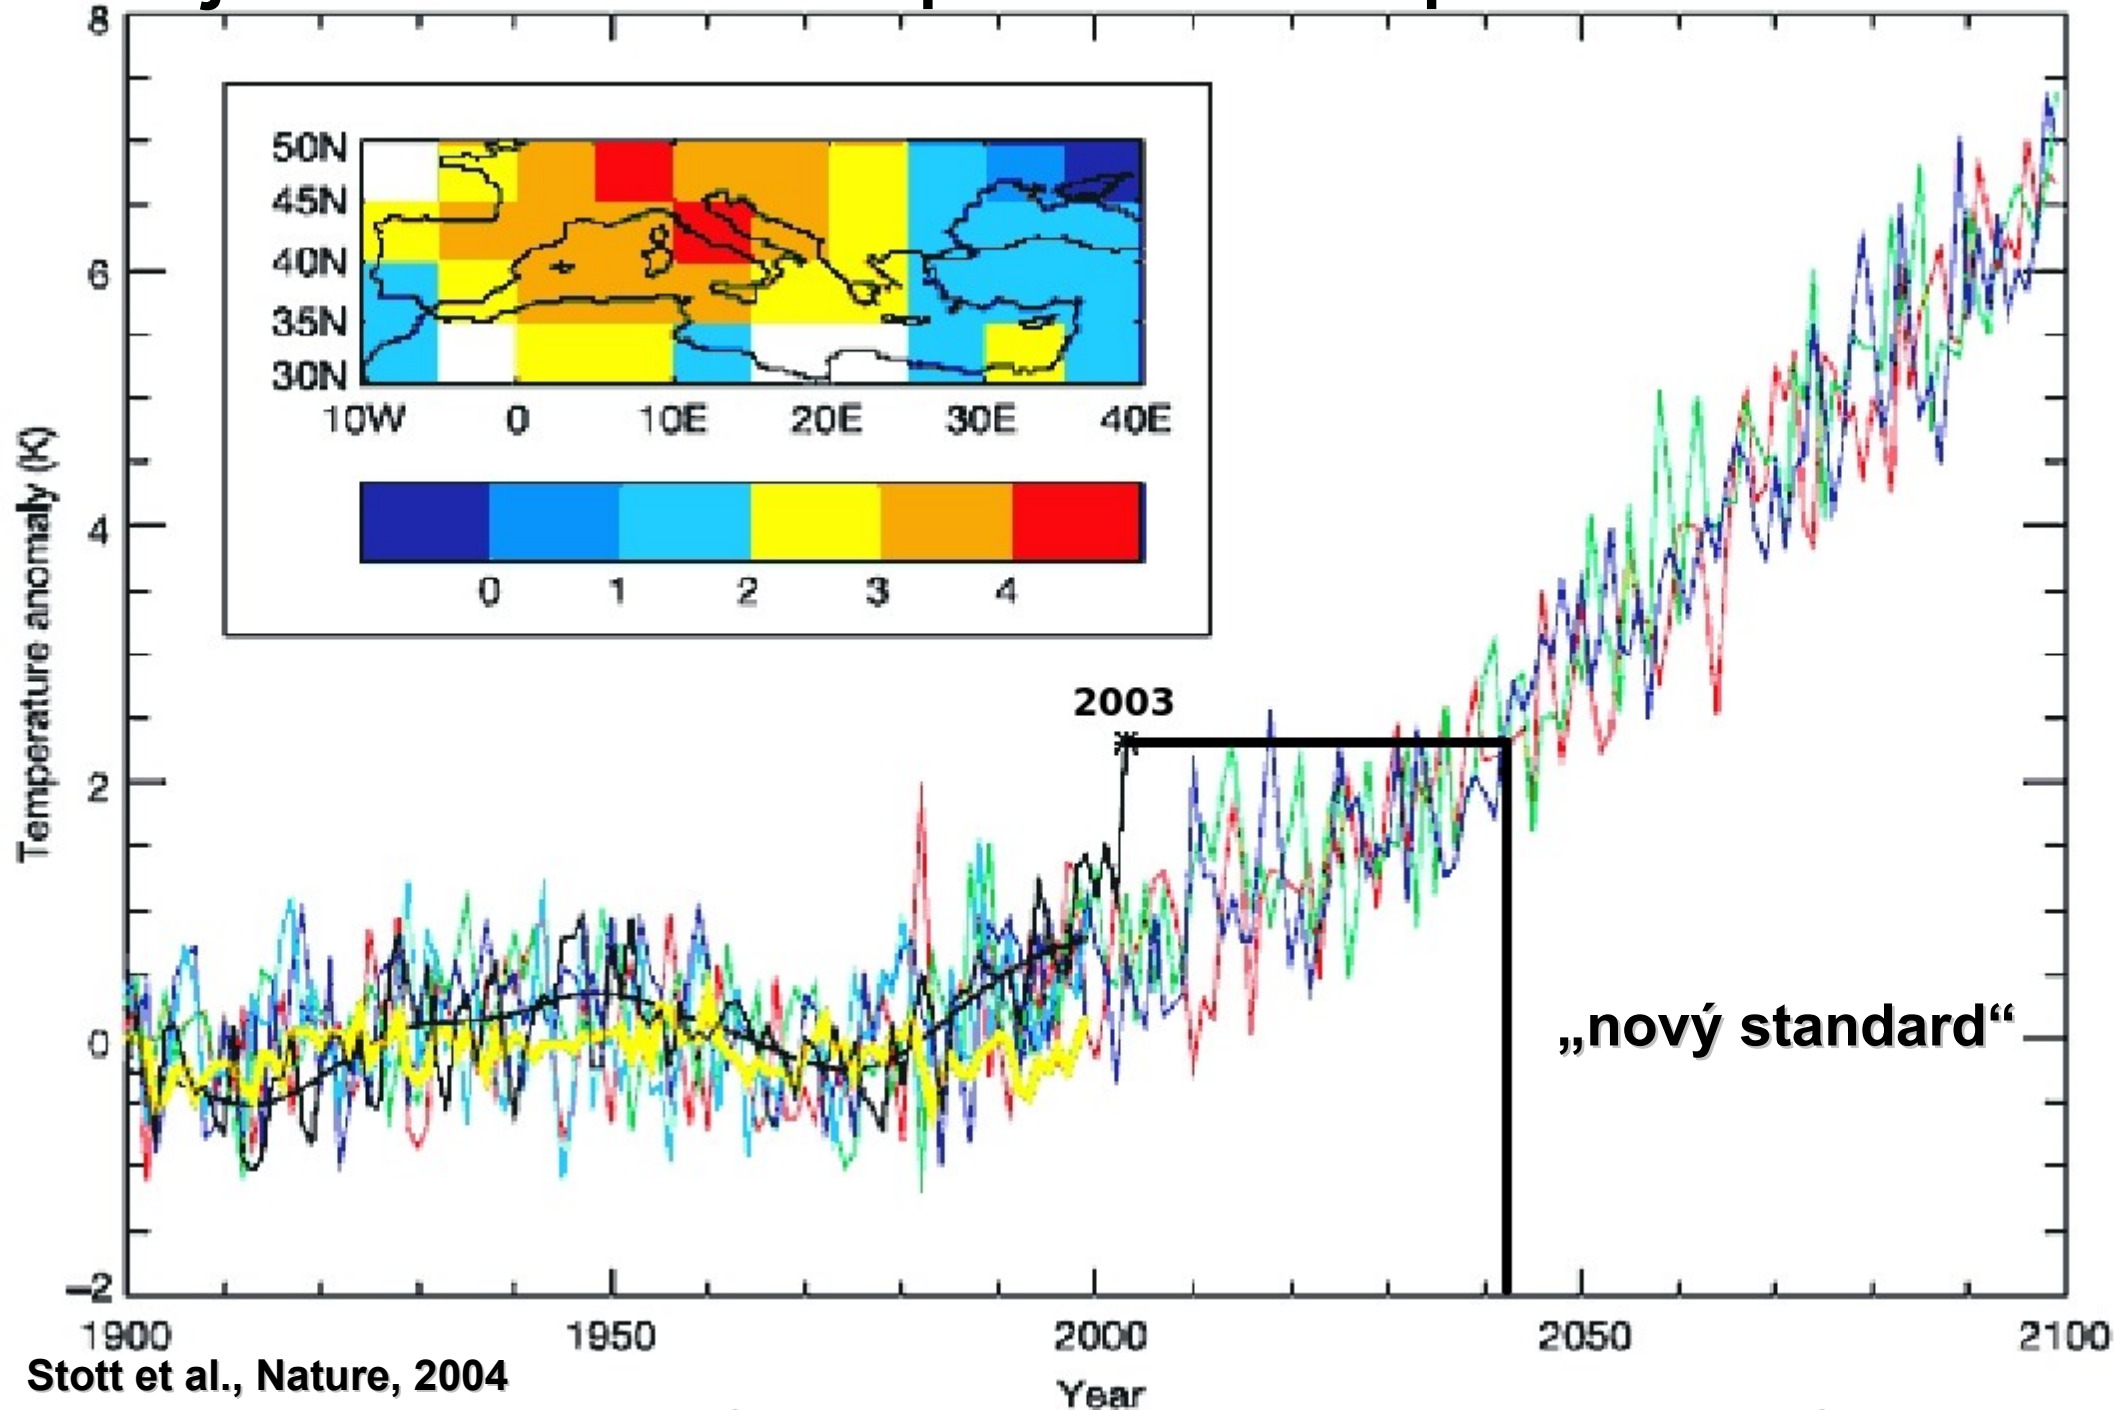 8
6
4
2
0
–2
Temperature anomaly (K)
50N
45N
40N
35N
30N
10W 0 10E 20E 30E 40E
0 1 2 3 4
2003
„nový standard“
1900 1950 2000 2050 2100
Year
Stott et al., Nature, 2004